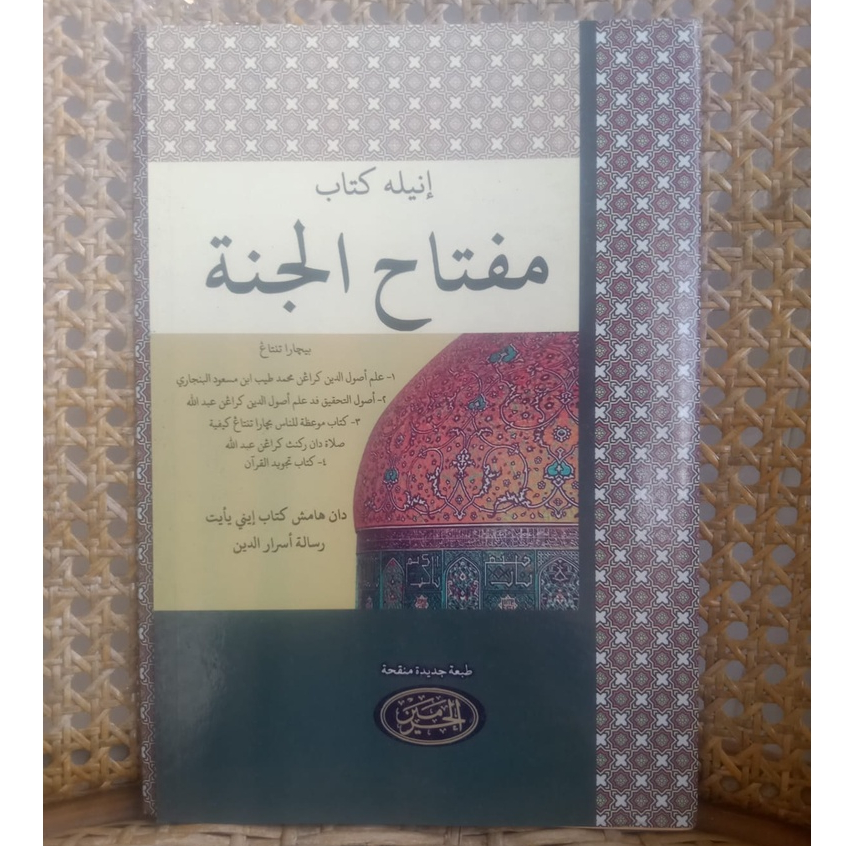 إنيله كتاب
مفتاح الجنة
بيچارا تنتاڠ
١- علم أصول الدين كراڠن محمد طيب ابن مسعود البنجاري
٢- أصول التحقيق فد علم أصول الدين كراڠن عبد الله
٣- كتاب موعظة للناس بيچارا تنتاڠ كيفية
صلاة دان ركنث كراڠن عبد الله
٤- كتاب تجويد القرآن
دان هامش كتاب إيني يأيت
رسالة أسرار الدين
طبعة جديدة منقحة
الحرمين